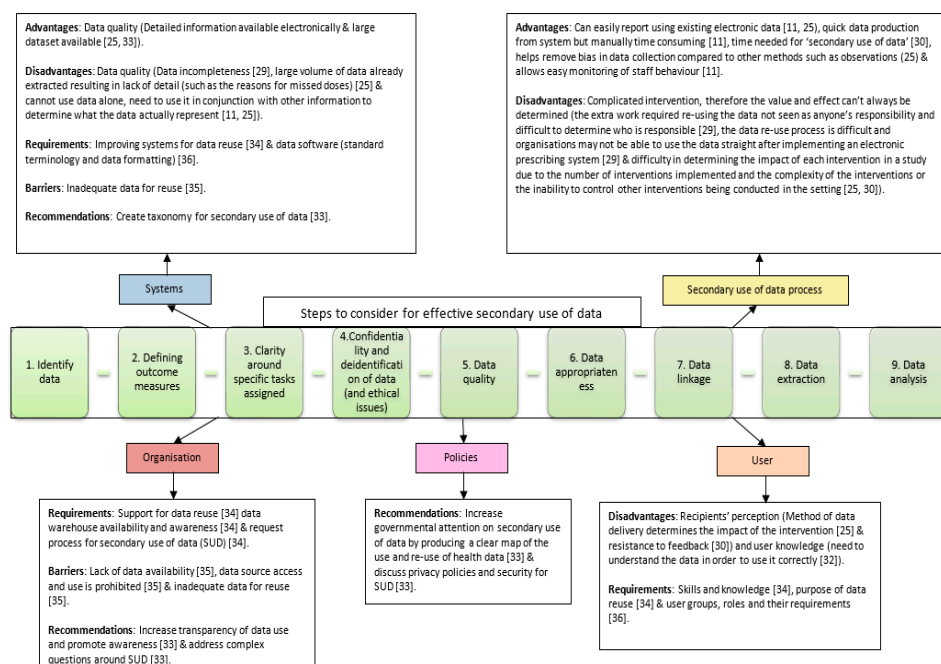 Advantages: Data quality (Detailed information available electronically & large
dataset available [25, 33]).
Disadvantages: Data quality (Data incompleteness [29], large volume of data already
extracted resulting in lack of detail (such as the reasons for missed doses) [25] &
cannot use data alone, need to use it in conjunction with other information to
determine what the data actually represent [11, 25]).
Requirements: Improving systems for data reuse [34] & data software (standard
terminology and data formatting) [36].
Barriers: Inadequate data for reuse [35].
Recommendations: Create taxonomy for secondary use of data [33].
Advantages: Can easily report using existing electronic data [11, 25), quick data production
from system but manually time consuming [11], time needed for ‘secondary use of data’ [30],
helps remove bias in data collection compared to other methods such as observations (25) &
allows easy monitoring of staff behaviour [11].
Disadvantages: Complicated intervention, therefore the value and effect can’t always be
determined (the extra work required re-using the data not seen as anyone’s responsibility and
difficult to determine who is responsible [29], the data re-use process is difficult and
organisations may not be able to use the data straight after implementing an electronic
prescribing system [29] & difficulty in determining the impact of each intervention in a study
due to the number of interventions implemented and the complexity of the interventions or
the inability to control other interventions being conducted in the setting [25, 30]).
Systems
Secondary use of data process
Steps to consider for effective secondary use of data
1. Identify
data
2. Defining
outcome
measures
3. Clarity
around
specific tasks
assigned
4.Confidentia
lity and
deidentificati
on of data
(and ethical
issues)
5. Data
quality
6. Data
appropriaten
ess
7. Data
linkage
8. Data
extraction
9. Data
analysis
Organisation
Policies
User
Requirements: Support for data reuse [34] data
warehouse availability and awareness [34] & request
process for secondary use of data (SUD) [34].
Barriers: Lack of data availability [35], data source access
and use is prohibited [35] & inadequate data for reuse
[35].
Recommendations: Increase transparency of data use
and promote awareness [33] & address complex
questions around SUD [33].
Recommendations: Increase
governmental attention on secondary use
of data by producing a clear map of the
use and re-use of health data [33] &
discuss privacy policies and security for
SUD [33].
Disadvantages: Recipients’ perception (Method of data
delivery determines the impact of the intervention [25] &
resistance to feedback [30]) and user knowledge (need to
understand the data in order to use it correctly [32]).
Requirements: Skills and knowledge [34], purpose of data
reuse [34] & user groups, roles and their requirements
[36].